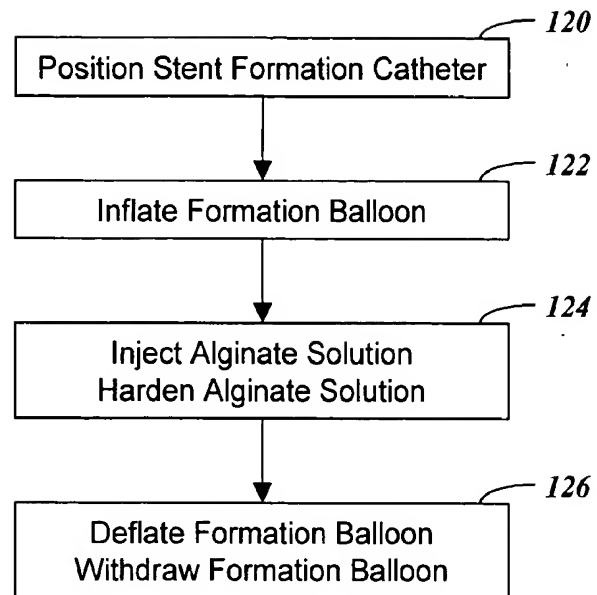 120
Position Stent Formation Catheter
122
Inflate Formation Balloon
124
Inject Alginate Solution
Harden Alginate Solution
126
Deflate Formation Balloon
Withdraw Formation Balloon